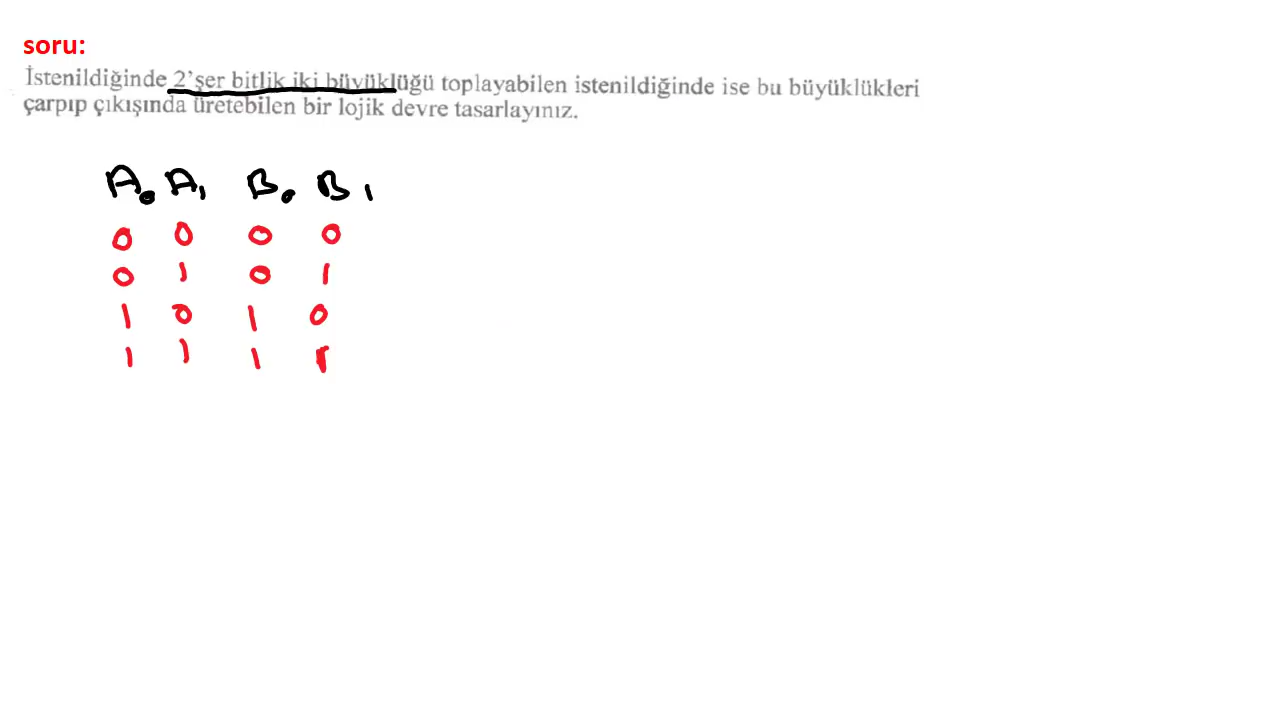 soru:
İstenildiğinde 2'şer bitlik iki büyüklüğü toplayabilen istenildiğinde ise bu büyüklükleri
çarpıp çıkışında üretebilen bir lojik devre tasarlayınız.
A₀ A₁ B₀ B₁
0 0 0 0
0 1 0 1
1 0 1 0
1 1 1 1